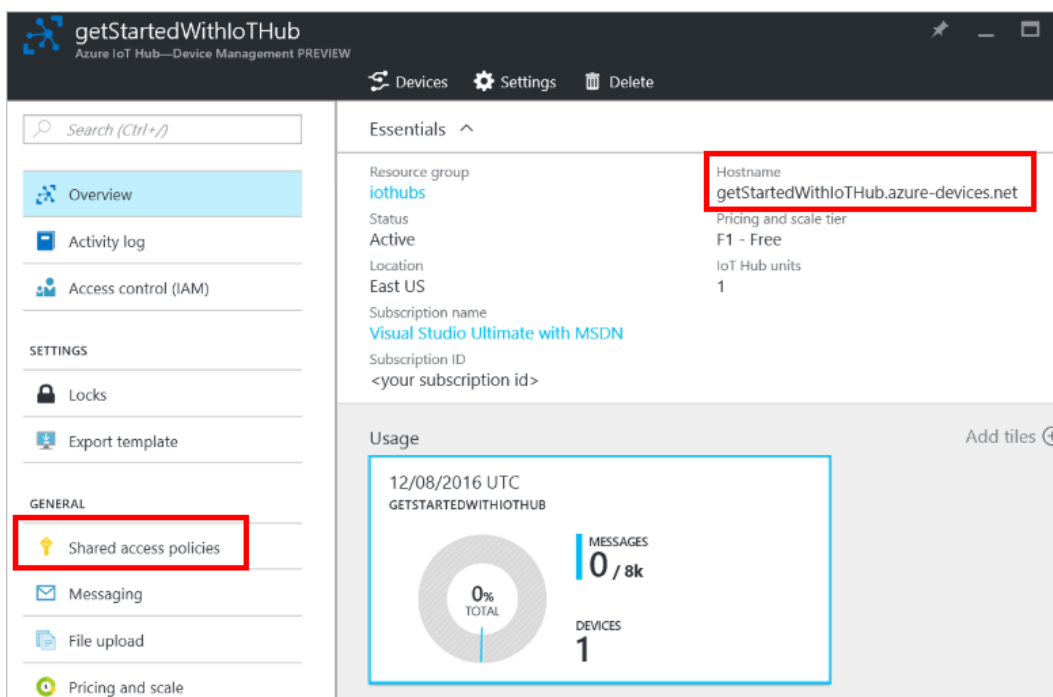 getStartedWithIoTHub
Azure IoT Hub—Device Management PREVIEW
Devices
Settings
Delete
Search (Ctrl+/)
Overview
Activity log
Access control (IAM)
SETTINGS
Locks
Export template
GENERAL
Shared access policies
Messaging
File upload
Pricing and scale
Essentials
Resource group
iothubs
Status
Active
Location
East US
Subscription name
Visual Studio Ultimate with MSDN
Subscription ID
<your subscription id>
Hostname
getStartedWithIoTHub.azure-devices.net
Pricing and scale tier
F1 - Free
IoT Hub units
1
Usage
Add tiles
12/08/2016 UTC
GETSTARTEDWITHIOTHUB
0%
TOTAL
MESSAGES
0 / 8k
DEVICES
1